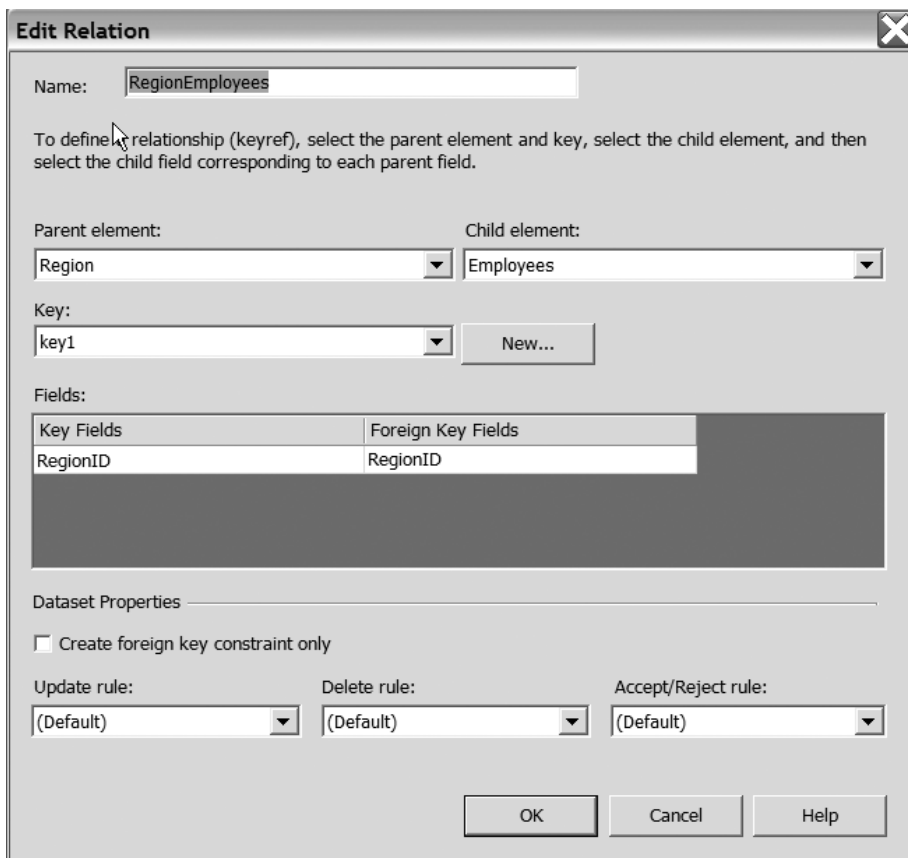 Edit Relation
Name: RegionEmployees
To define a relationship (keyref), select the parent element and key, select the child element, and then
select the child field corresponding to each parent field.
Parent element: Child element:
Region Employees
Key:
key1 New...
Fields:
Key Fields Foreign Key Fields
RegionID RegionID
Dataset Properties
Create foreign key constraint only
Update rule: Delete rule: Accept/Reject rule:
(Default) (Default) (Default)
OK Cancel Help